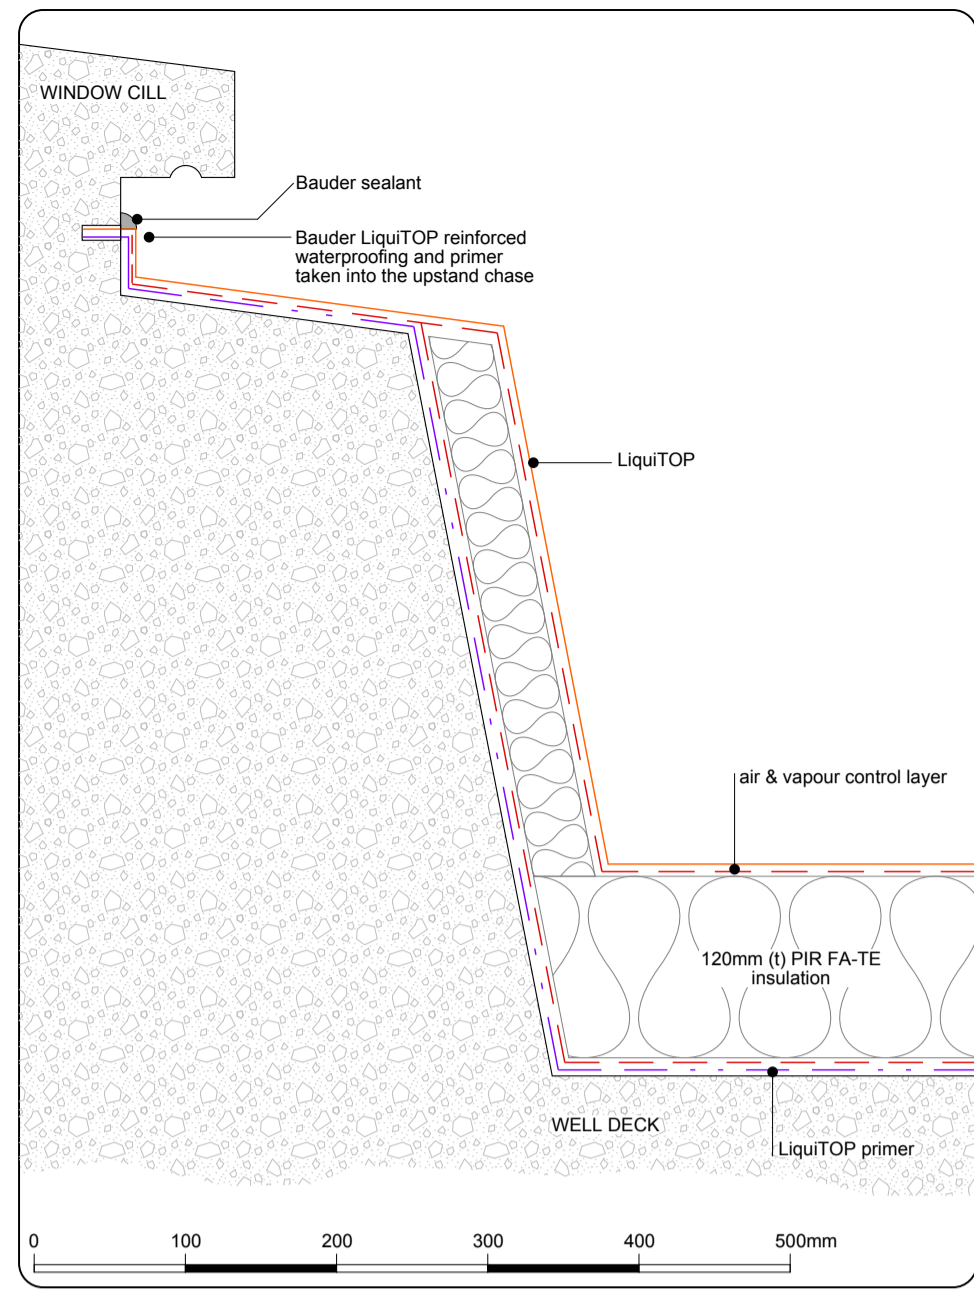 WINDOW CILL
Bauder sealant
Bauder LiquiTOP reinforced
waterproofing and primer
taken into the upstand chase
LiquiTOP
air & vapour control layer
120mm (t) PIR FA-TE
insulation
WELL DECK
LiquiTOP primer
0 100 200 300 400 500mm